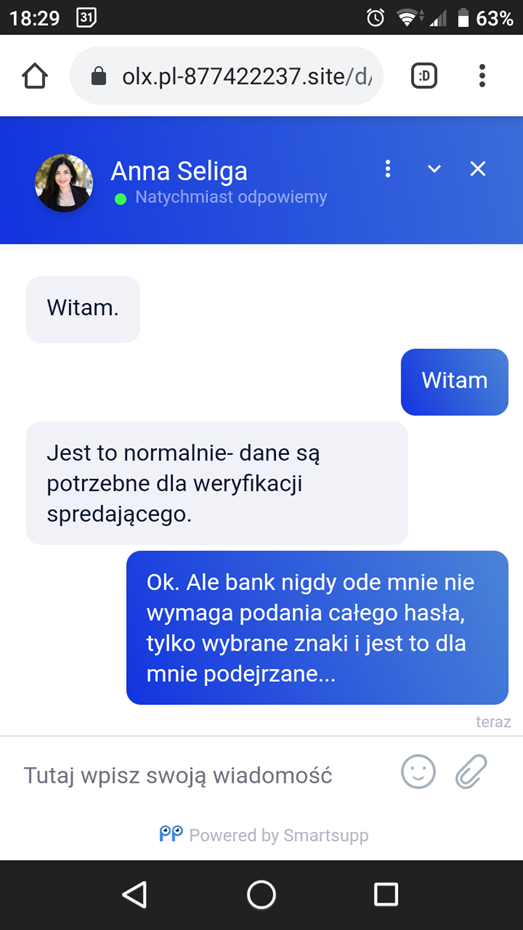 18:29 31 63%
olx.pl-877422237.site/d/
:D
Anna Seliga
Natychmiast odpowiemy
Witam.
Witam
Jest to normalnie- dane są
potrzebne dla weryfikacji
spredającego.
Ok. Ale bank nigdy ode mnie nie
wymaga podania całego hasła,
tylko wybrane znaki i jest to dla
mnie podejrzane...
teraz
Tutaj wpisz swoją wiadomość
Powered by Smartsupp